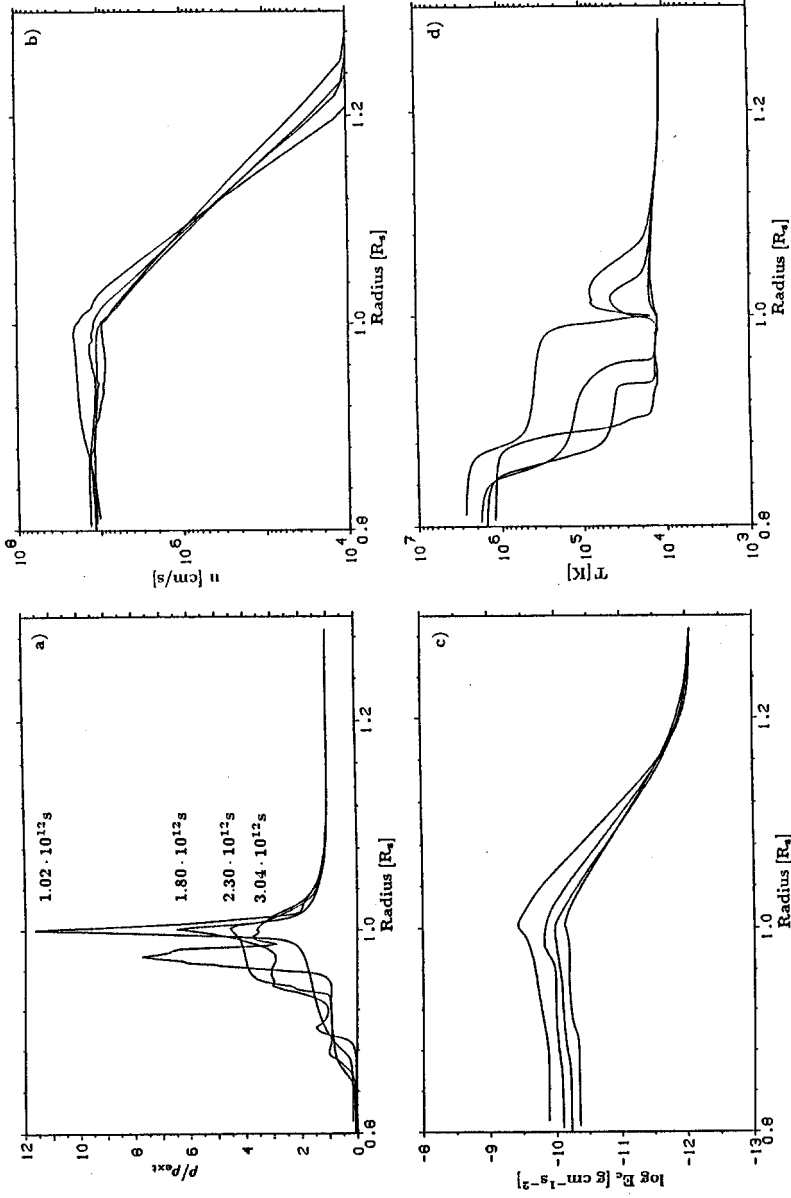 a)
12
10
8
6
4
2
0
ρ/ρext
1.02 · 10¹²s
1.80 · 10¹²s
2.30 · 10¹²s
3.04 · 10¹²s
0.8
1.0
1.2
Radius [Rs]
b)
10⁸
10⁶
10⁴
u [cm/s]
0.8
1.0
1.2
Radius [Rs]
c)
-8
-9
-10
-11
-12
-13
log Ec [g cm⁻¹s⁻²]
0.8
1.0
1.2
Radius [Rs]
d)
10⁷
10⁶
10⁵
10⁴
10³
T[K]
0.8
1.0
1.2
Radius [Rs]